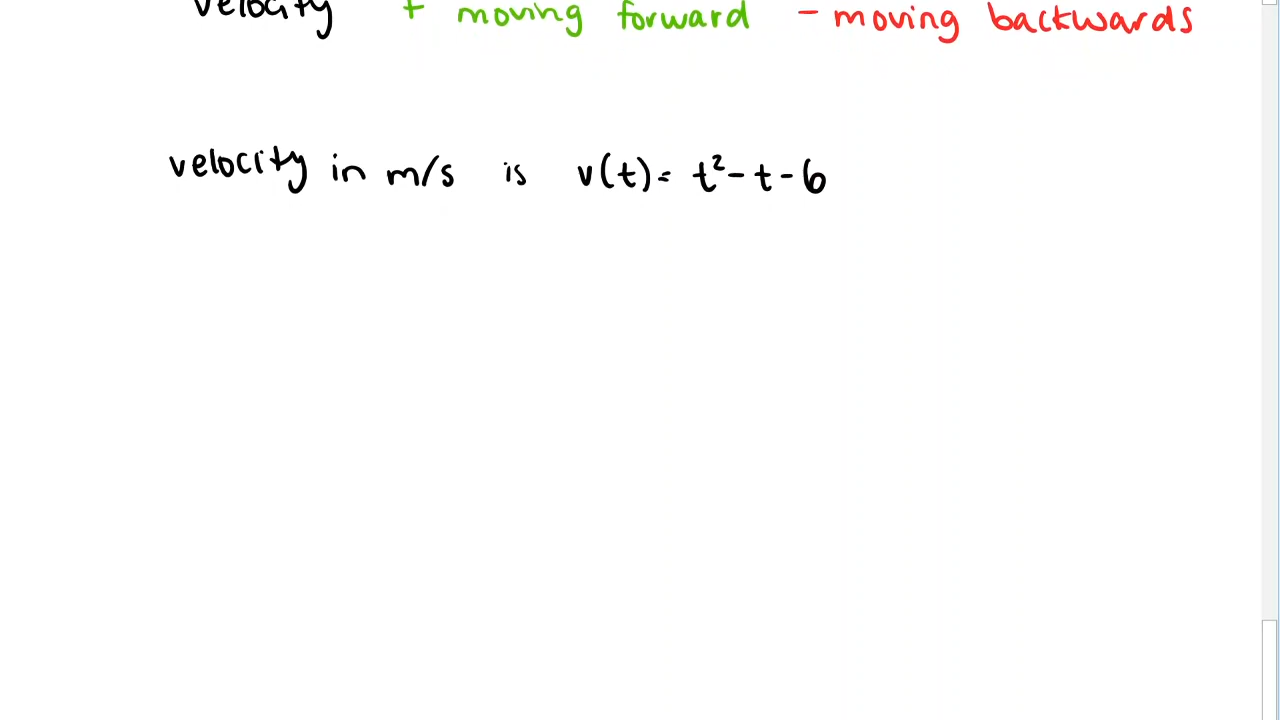 velocity + moving forward - moving backwards
velocity in m/s is v(t) = t² - t - 6